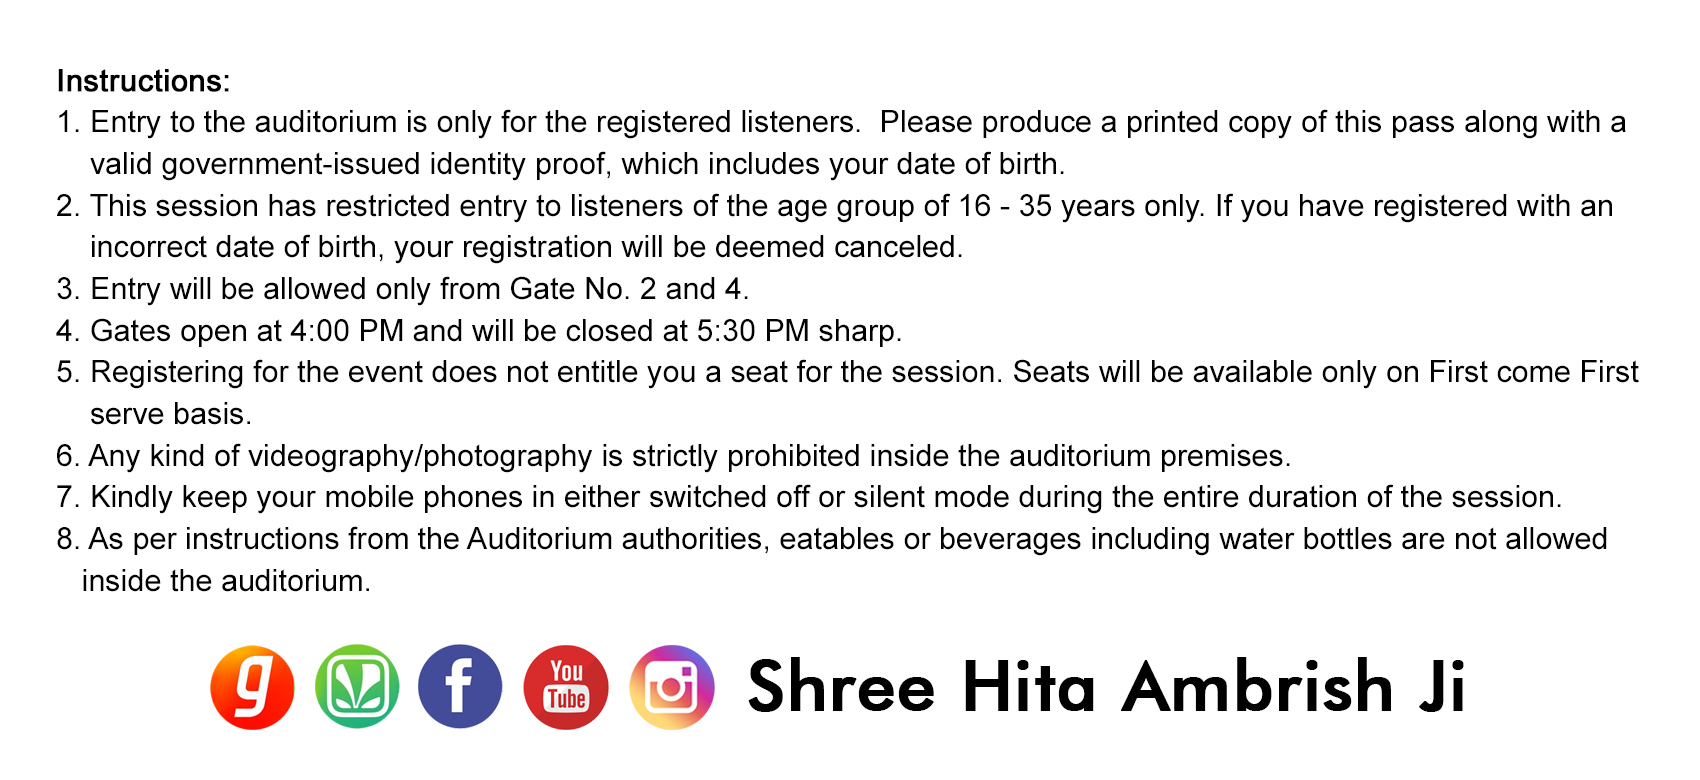 Instructions:
1. Entry to the auditorium is only for the registered listeners.  Please produce a printed copy of this pass along with a
valid government-issued identity proof, which includes your date of birth.
2. This session has restricted entry to listeners of the age group of 16 - 35 years only. If you have registered with an
incorrect date of birth, your registration will be deemed canceled.
3. Entry will be allowed only from Gate No. 2 and 4.
4. Gates open at 4:00 PM and will be closed at 5:30 PM sharp.
5. Registering for the event does not entitle you a seat for the session. Seats will be available only on First come First
serve basis.
6. Any kind of videography/photography is strictly prohibited inside the auditorium premises.
7. Kindly keep your mobile phones in either switched off or silent mode during the entire duration of the session.
8. As per instructions from the Auditorium authorities, eatables or beverages including water bottles are not allowed
inside the auditorium.
g f You Tube Shree Hita Ambrish Ji